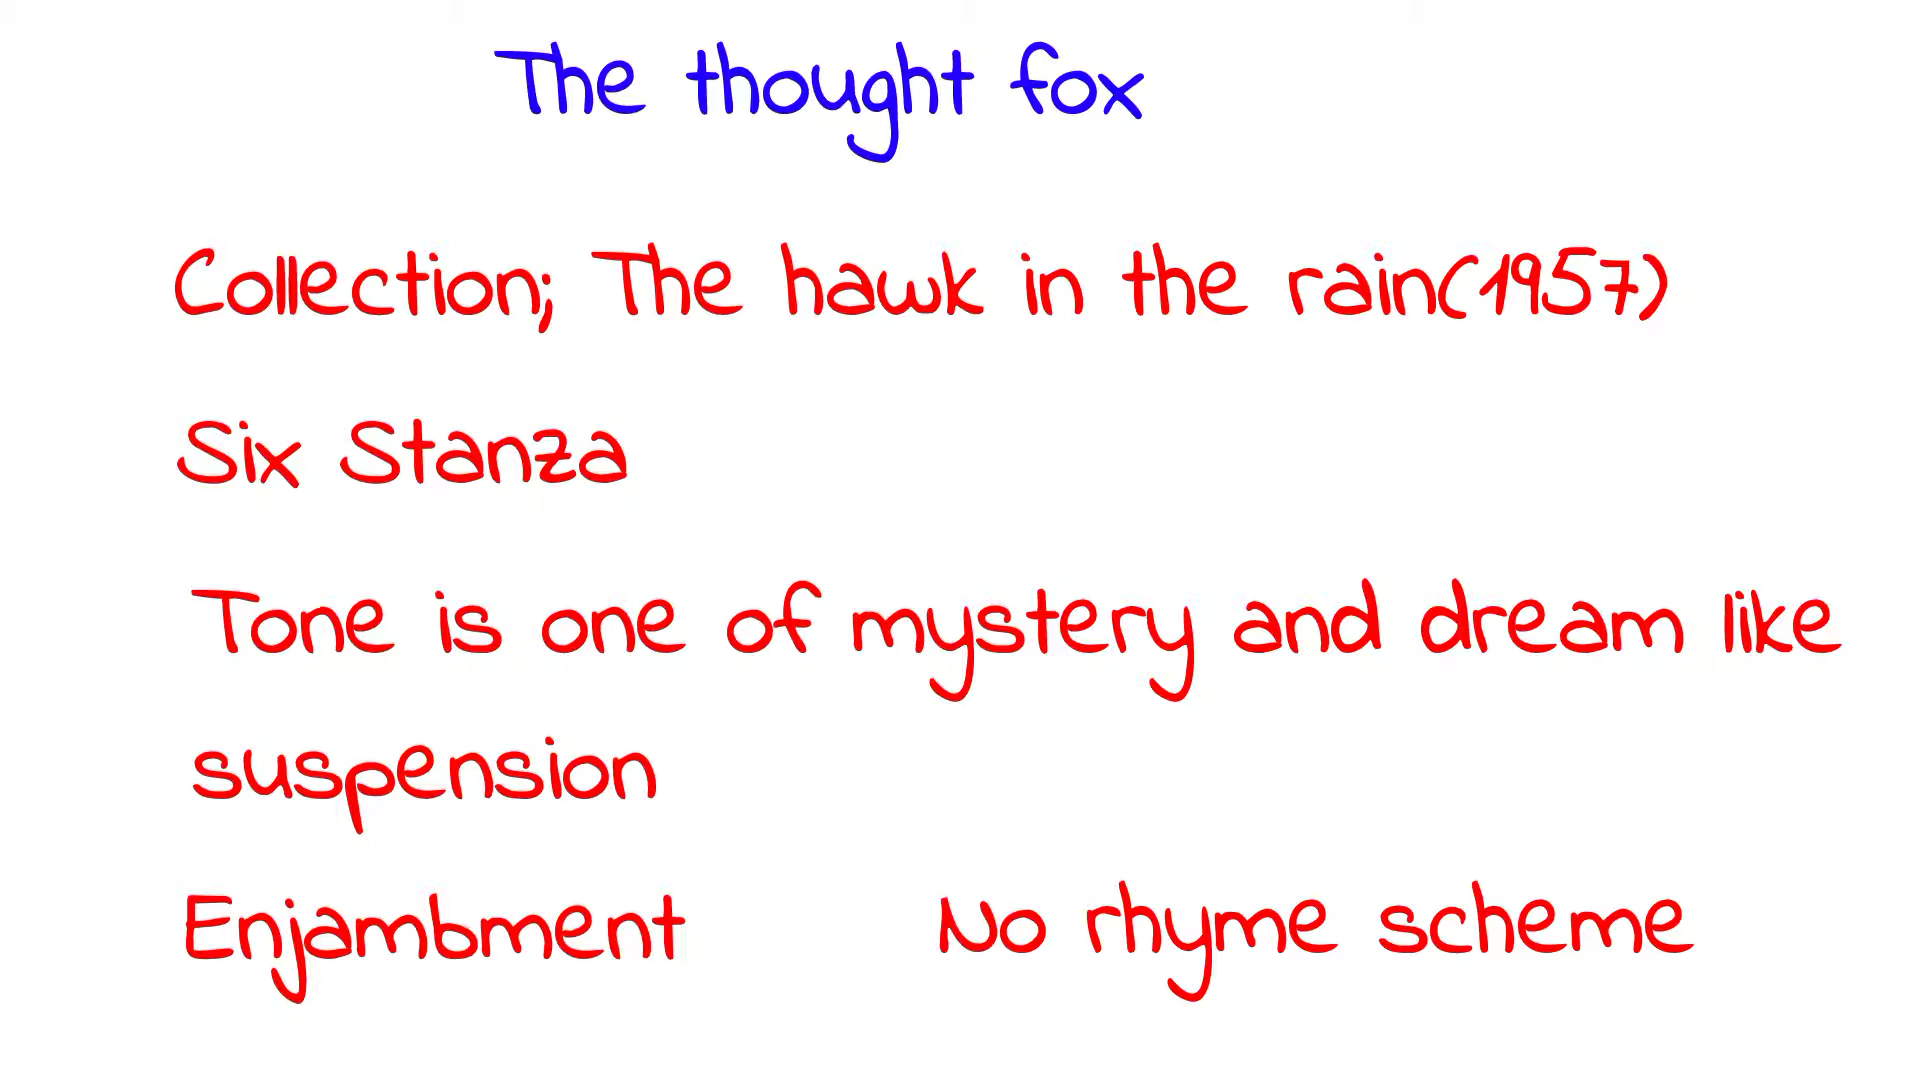 The thought fox
Collection; The hawk in the rain(1957)
Six Stanza
Tone is one of mystery and dream like
suspension
Enjambment No rhyme scheme